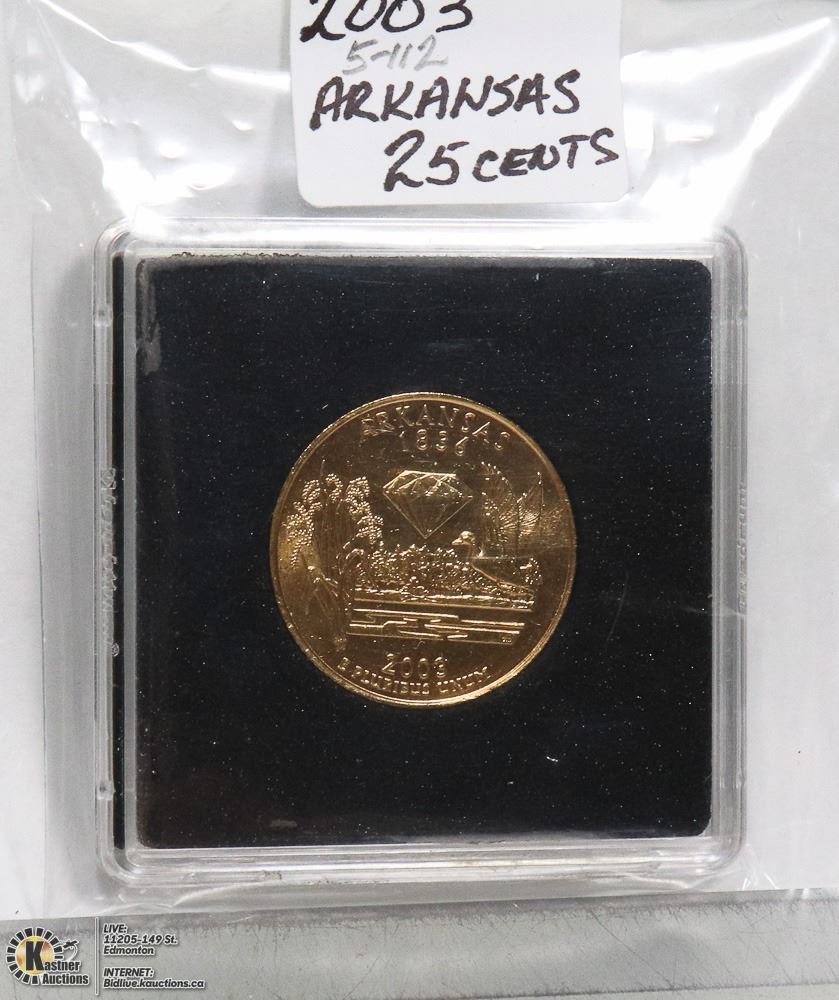 2003
5-112
ARKANSAS
25 CENTS
ARKANSAS
1836
2003
E PLURIBUS UNUM
Kastner
Auctions
LIVE:
11205-149 St.
Edmonton
INTERNET:
Bidlive.kauctions.ca